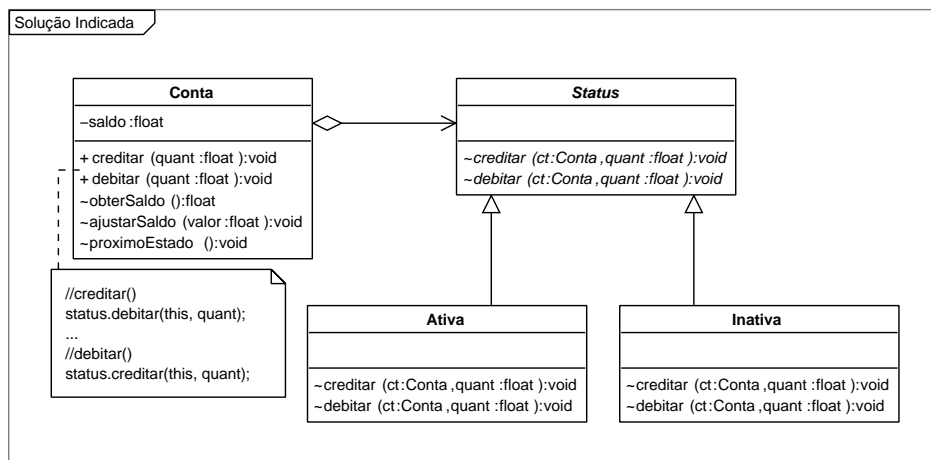 Solução Indicada
Conta
–saldo :float
+ creditar (quant :float ):void
+ debitar (quant :float ):void
~obterSaldo ():float
~ajustarSaldo (valor :float ):void
~proximoEstado ():void
Status
~creditar (ct:Conta ,quant :float ):void
~debitar (ct:Conta ,quant :float ):void
//creditar()
status.debitar(this, quant);
...
//debitar()
status.creditar(this, quant);
Ativa
~creditar (ct:Conta ,quant :float ):void
~debitar (ct:Conta ,quant :float ):void
Inativa
~creditar (ct:Conta ,quant :float ):void
~debitar (ct:Conta ,quant :float ):void